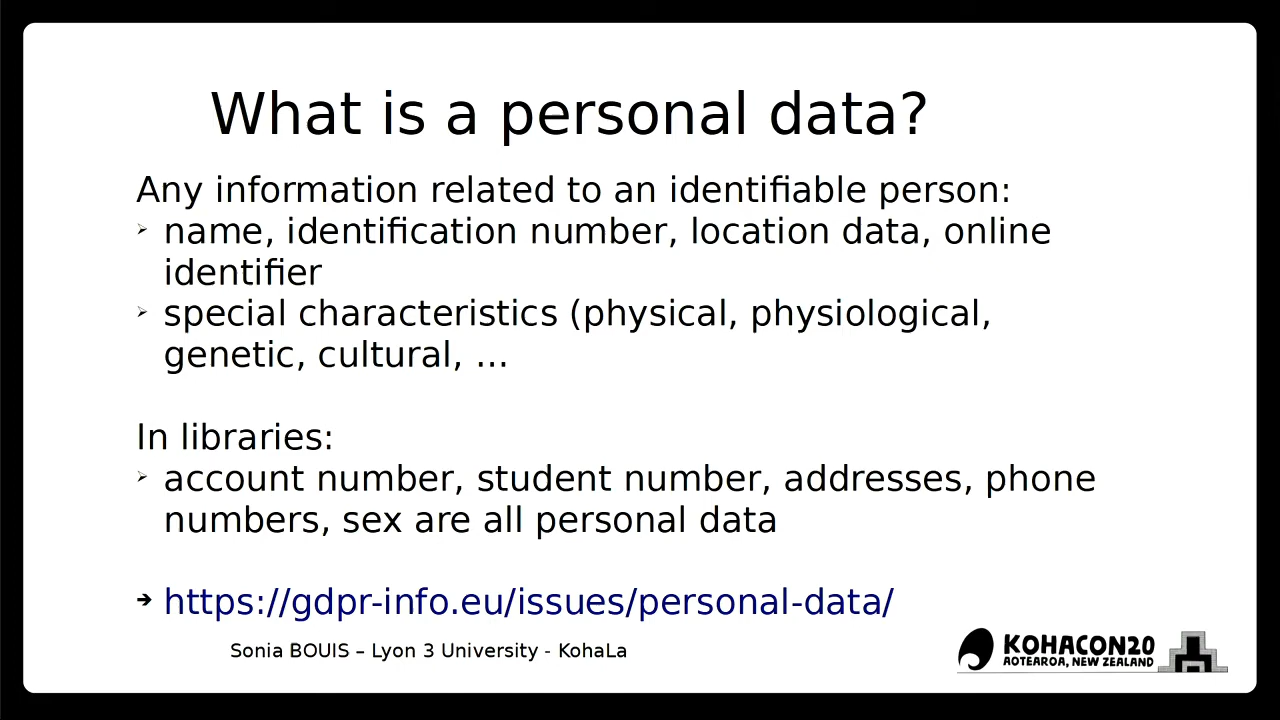 What is a personal data?
Any information related to an identifiable person:
➢ name, identification number, location data, online
identifier
➢ special characteristics (physical, physiological,
genetic, cultural, ...
In libraries:
➢ account number, student number, addresses, phone
numbers, sex are all personal data
➔ https://gdpr-info.eu/issues/personal-data/
Sonia BOUIS – Lyon 3 University - KohaLa
KOHACON20
AOTEAROA, NEW ZEALAND